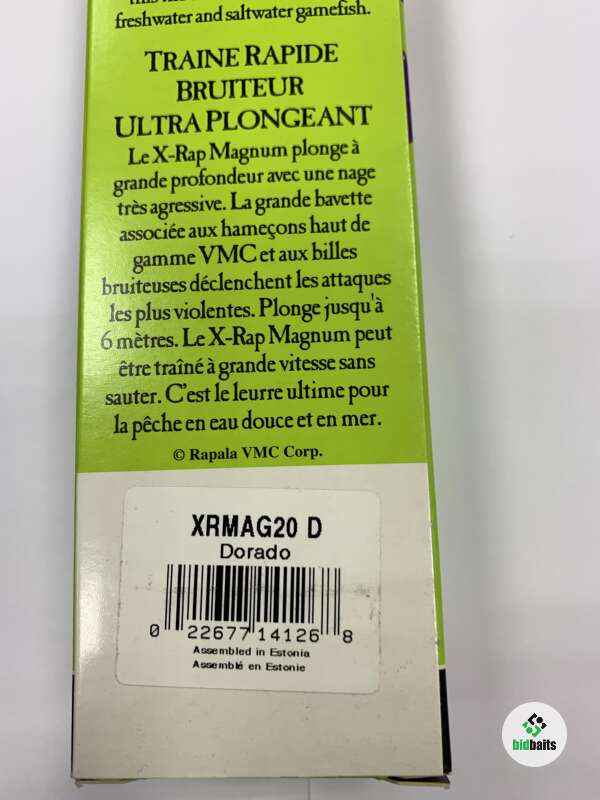 freshwater and saltwater gamefish.
TRAINE RAPIDE
BRUITEUR
ULTRA PLONGEANT
Le X-Rap Magnum plonge à
grande profondeur avec une nage
très agressive. La grande bavette
associée aux hameçons haut de
gamme VMC et aux billes
bruiteuses déclenchent les attaques
les plus violentes. Plonge jusqu'à
6 mètres. Le X-Rap Magnum peut
être traîné à grande vitesse sans
sauter. C'est le leurre ultime pour
la pêche en eau douce et en mer.
© Rapala VMC Corp.
XRMAG20 D
Dorado
0 22677 14126 8
Assembled in Estonia
Assemblé en Estonie
bidbaits